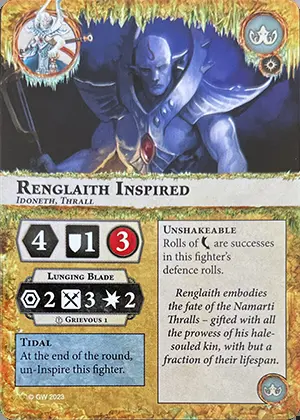 RENGLAITH INSPIRED
IDONETH, THRALL
4 1 3
LUNGING BLADE
2 3 2
GRIEVOUS 1
TIDAL
At the end of the round,
un-Inspire this fighter.
UNSHAKEABLE
Rolls of are successes
in this fighter's
defence rolls.
Renglaith embodies
the fate of the Namarti
Thralls – gifted with all
the prowess of his hale-
souled kin, with but a
fraction of their lifespan.
© GW 2023